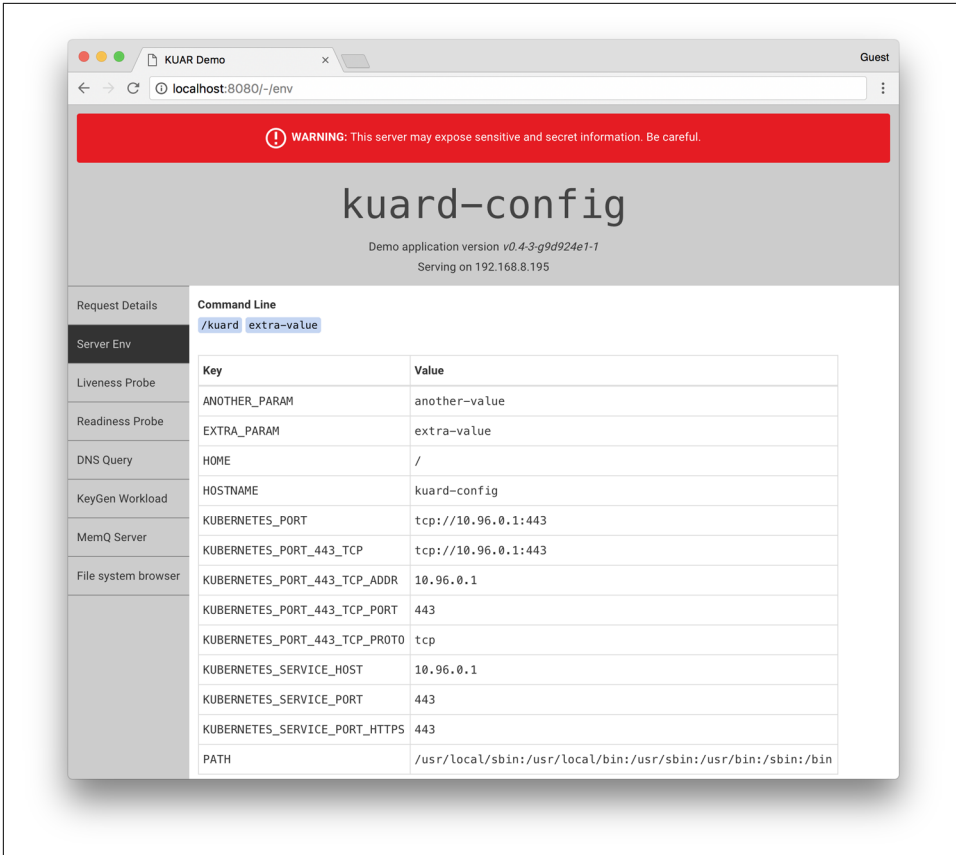 KUAR Demo
Guest
localhost:8080/-/env
WARNING: This server may expose sensitive and secret information. Be careful.
kuard-config
Demo application version v0.4-3-g9d924e1-1
Serving on 192.168.8.195
Request Details
Server Env
Liveness Probe
Readiness Probe
DNS Query
KeyGen Workload
MemQ Server
File system browser
Command Line
/kuard extra-value
Key Value
ANOTHER_PARAM another-value
EXTRA_PARAM extra-value
HOME /
HOSTNAME kuard-config
KUBERNETES_PORT tcp://10.96.0.1:443
KUBERNETES_PORT_443_TCP tcp://10.96.0.1:443
KUBERNETES_PORT_443_TCP_ADDR 10.96.0.1
KUBERNETES_PORT_443_TCP_PORT 443
KUBERNETES_PORT_443_TCP_PROTO tcp
KUBERNETES_SERVICE_HOST 10.96.0.1
KUBERNETES_SERVICE_PORT 443
KUBERNETES_SERVICE_PORT_HTTPS 443
PATH /usr/local/sbin:/usr/local/bin:/usr/sbin:/usr/bin:/sbin:/bin